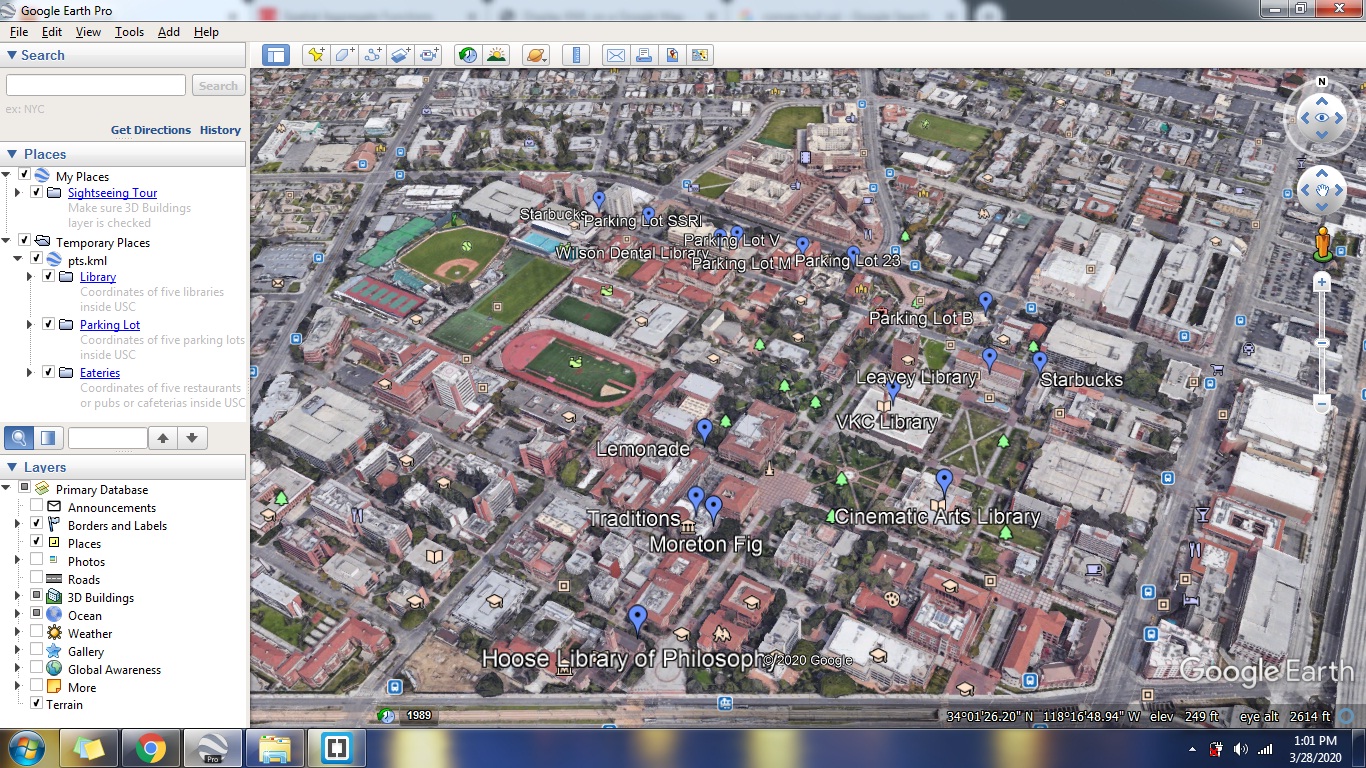 Google Earth Pro
File Edit View Tools Add Help
Search
Search
ex: NYC
Get Directions History
Places
My Places
Sightseeing Tour
Make sure 3D Buildings
layer is checked
Temporary Places
pts.kml
Library
Coordinates of five libraries
inside USC
Parking Lot
Coordinates of five parking lots
inside USC
Eateries
Coordinates of five restaurants
or pubs or cafeterias inside USC
Layers
Primary Database
Announcements
Borders and Labels
Places
Photos
Roads
3D Buildings
Ocean
Weather
Gallery
Global Awareness
More
Terrain
N
Starbucks
Parking Lot SSRI
Parking Lot V
Wilson Dental Library
Parking Lot M
Parking Lot 23
Parking Lot B
Leavey Library
Starbucks
VKC Library
Lemonade
Traditions
Cinematic Arts Library
Moreton Fig
Hoose Library of Philosophy
©2020 Google
Google Earth
1989
34°01'26.20" N 118°16'48.94" W elev 249 ft eye alt 2614 ft
Pro
1:01 PM
3/28/2020